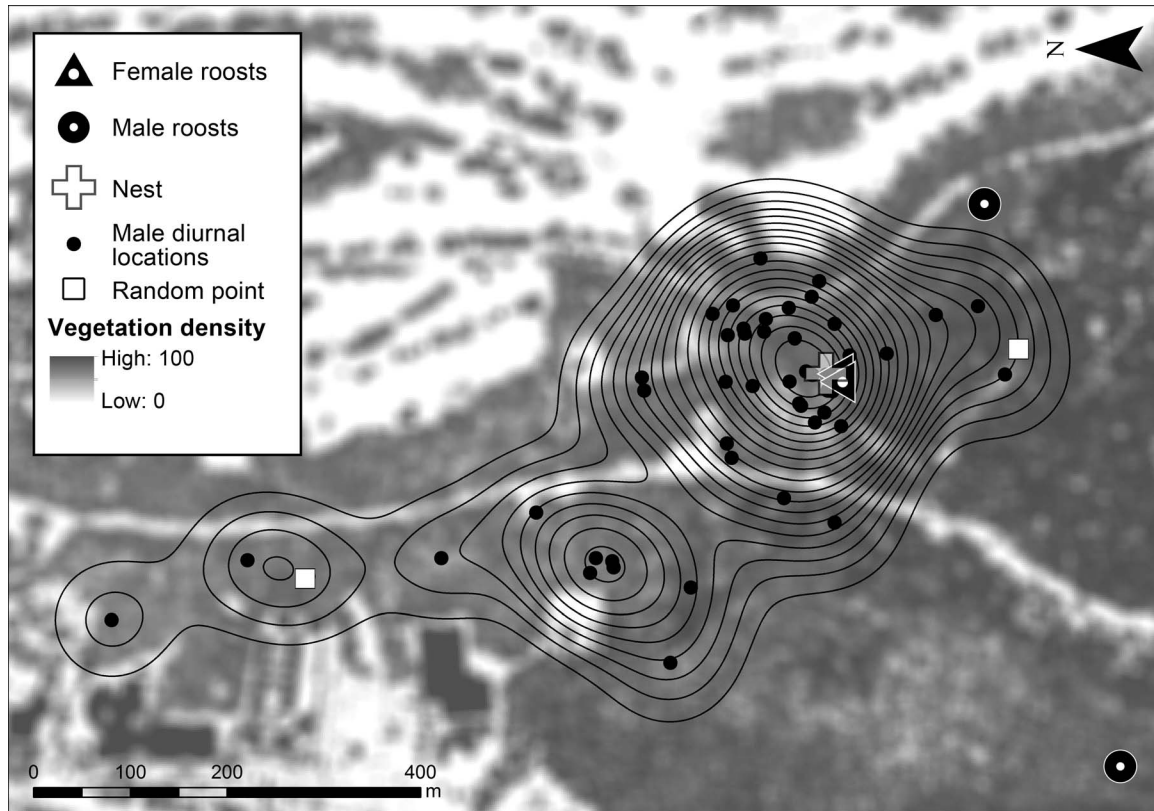 Female roosts
Male roosts
Nest
Male diurnal
locations
Random point
Vegetation density
High: 100
Low: 0
N
0 100 200 400
m